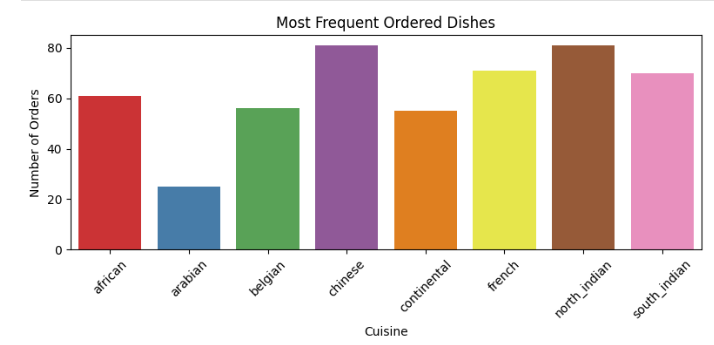 Most Frequent Ordered Dishes
Number of Orders
80
60
40
20
0
african
arabian
belgian
chinese
continental
french
north_indian
south_indian
Cuisine